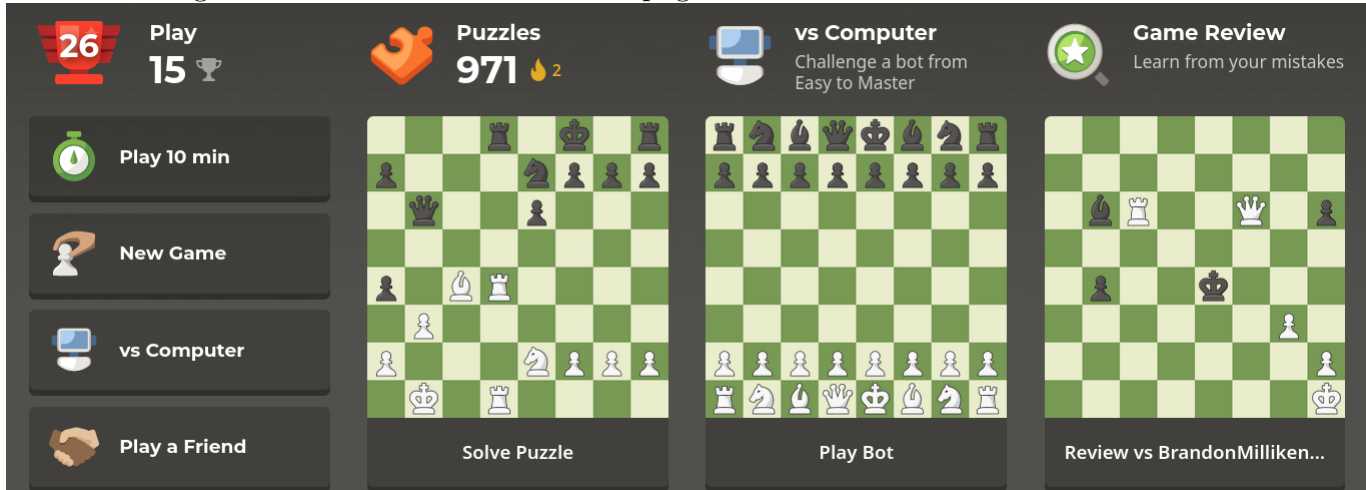 26
Play
15
Puzzles
971 2
vs Computer
Challenge a bot from
Easy to Master
Game Review
Learn from your mistakes
Play 10 min
New Game
vs Computer
Play a Friend
Solve Puzzle
Play Bot
Review vs BrandonMilliken...